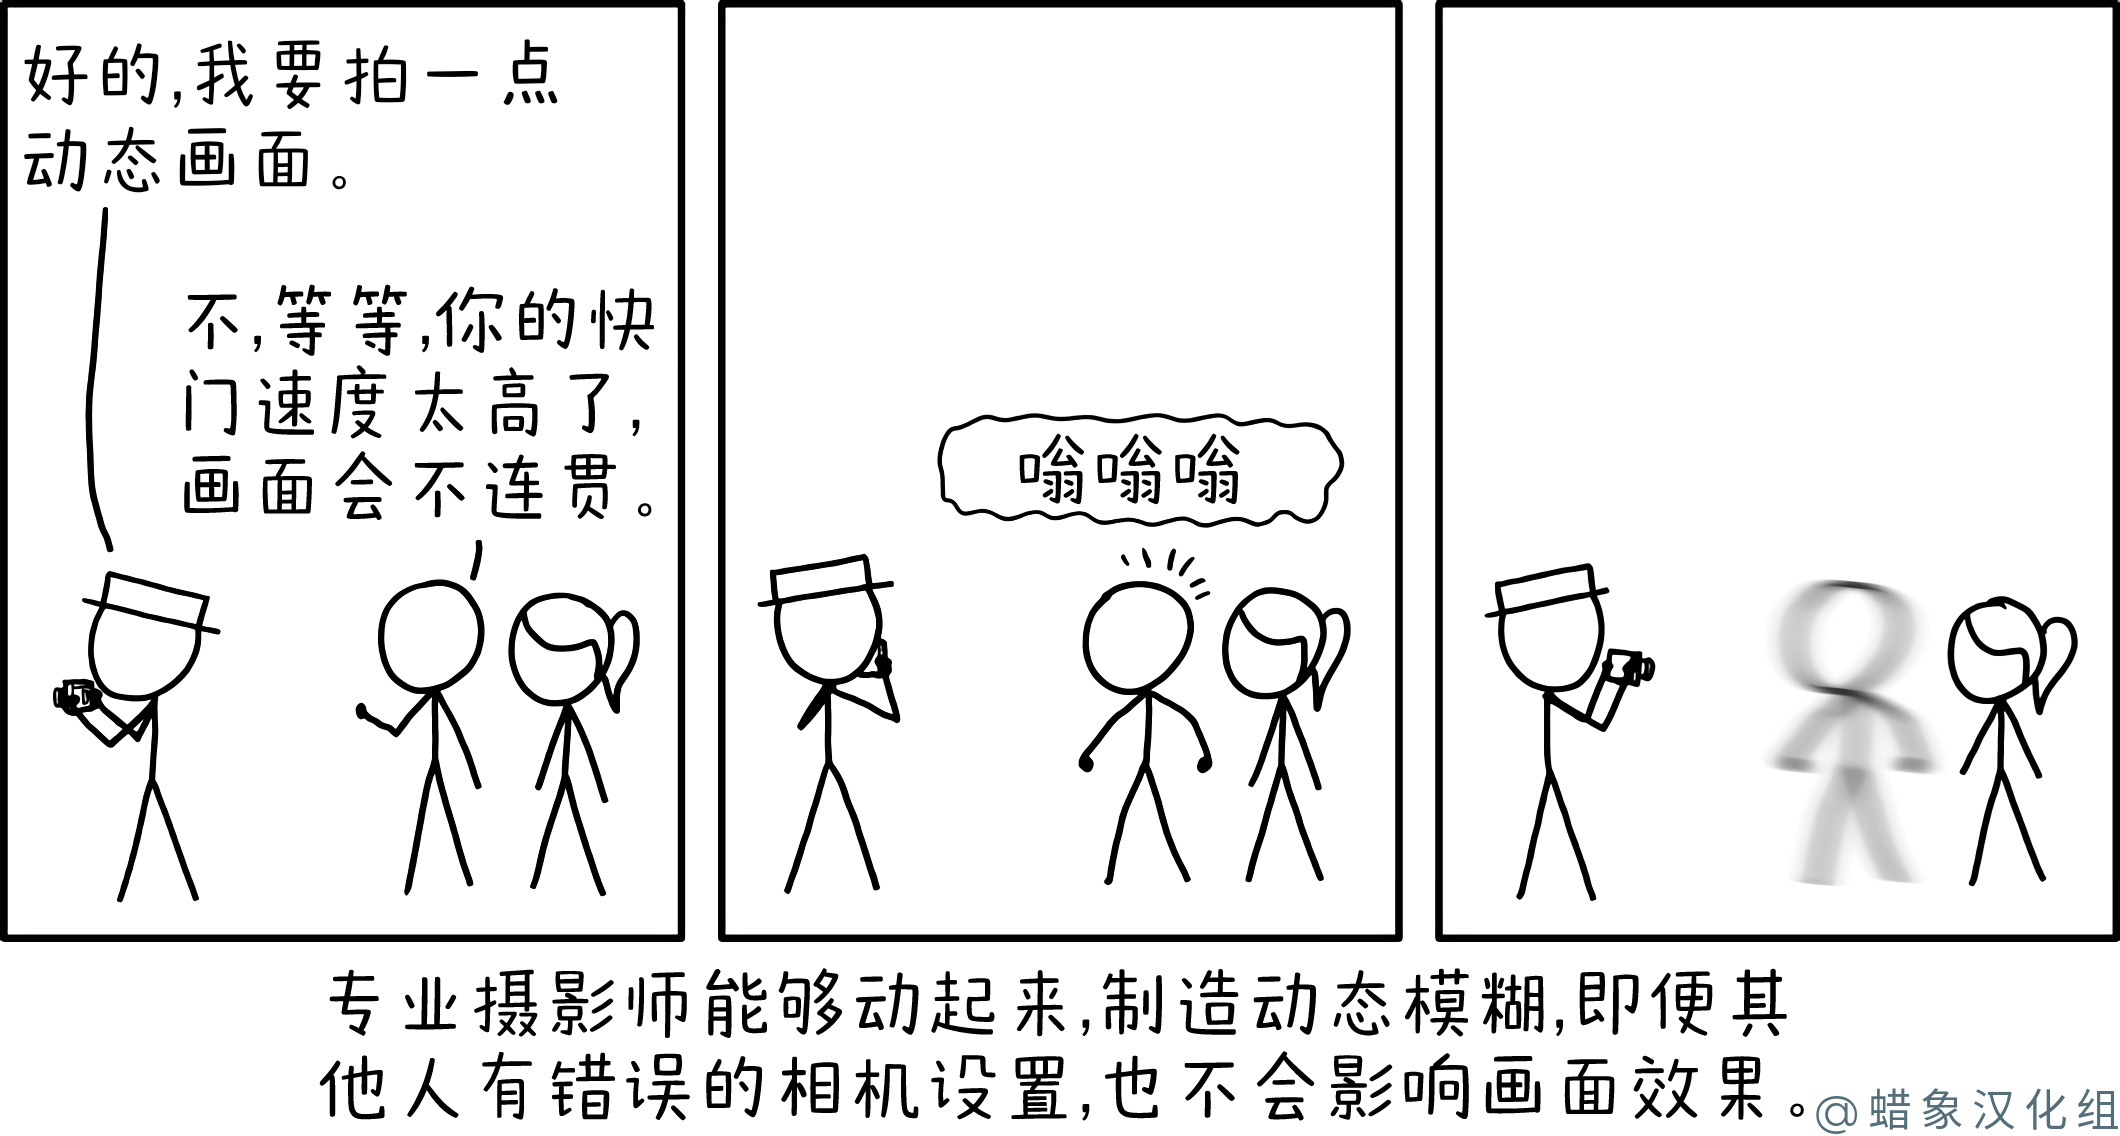 好的,我要拍一点
动态画面。
不,等等,你的快
门速度太高了,
画面会不连贯。
嗡嗡嗡
专业摄影师能够动起来,制造动态模糊,即便其
他人有错误的相机设置,也不会影响画面效果。
@蜡象汉化组